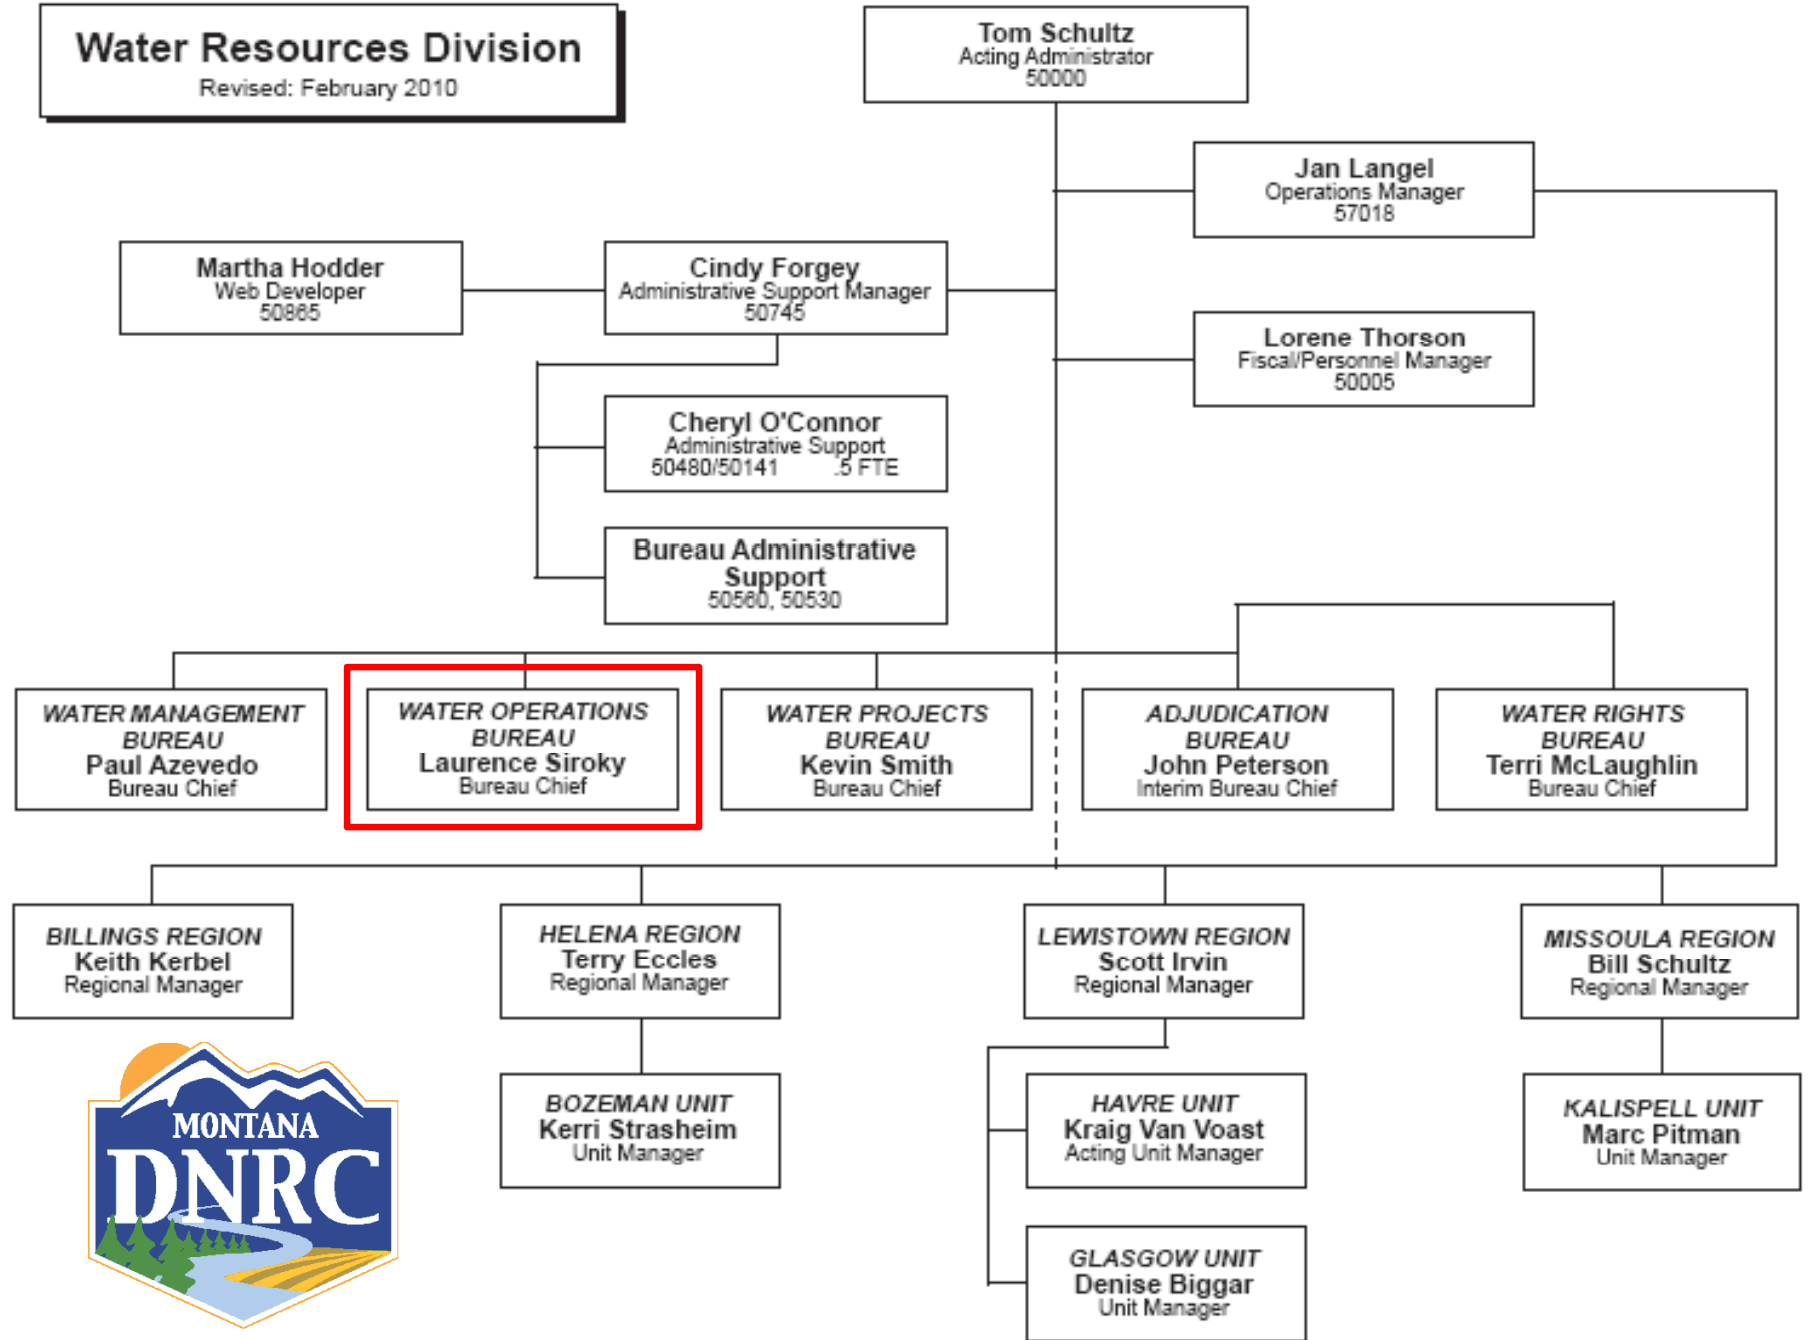 Water Resources Division
Revised: February 2010
Tom Schultz
Acting Administrator
50000
Jan Langel
Operations Manager
57018
Martha Hodder
Web Developer
50865
Cindy Forgey
Administrative Support Manager
50745
Lorene Thorson
Fiscal/Personnel Manager
50005
Cheryl O'Connor
Administrative Support
50480/50141 .5 FTE
Bureau Administrative
Support
50560, 50530
WATER MANAGEMENT
BUREAU
Paul Azevedo
Bureau Chief
WATER OPERATIONS
BUREAU
Laurence Siroky
Bureau Chief
WATER PROJECTS
BUREAU
Kevin Smith
Bureau Chief
ADJUDICATION
BUREAU
John Peterson
Interim Bureau Chief
WATER RIGHTS
BUREAU
Terri McLaughlin
Bureau Chief
BILLINGS REGION
Keith Kerbel
Regional Manager
HELENA REGION
Terry Eccles
Regional Manager
LEWISTOWN REGION
Scott Irvin
Regional Manager
MISSOULA REGION
Bill Schultz
Regional Manager
BOZEMAN UNIT
Kerri Strasheim
Unit Manager
HAVRE UNIT
Kraig Van Voast
Acting Unit Manager
KALISPELL UNIT
Marc Pitman
Unit Manager
GLASGOW UNIT
Denise Biggar
Unit Manager
MONTANA
DNRC